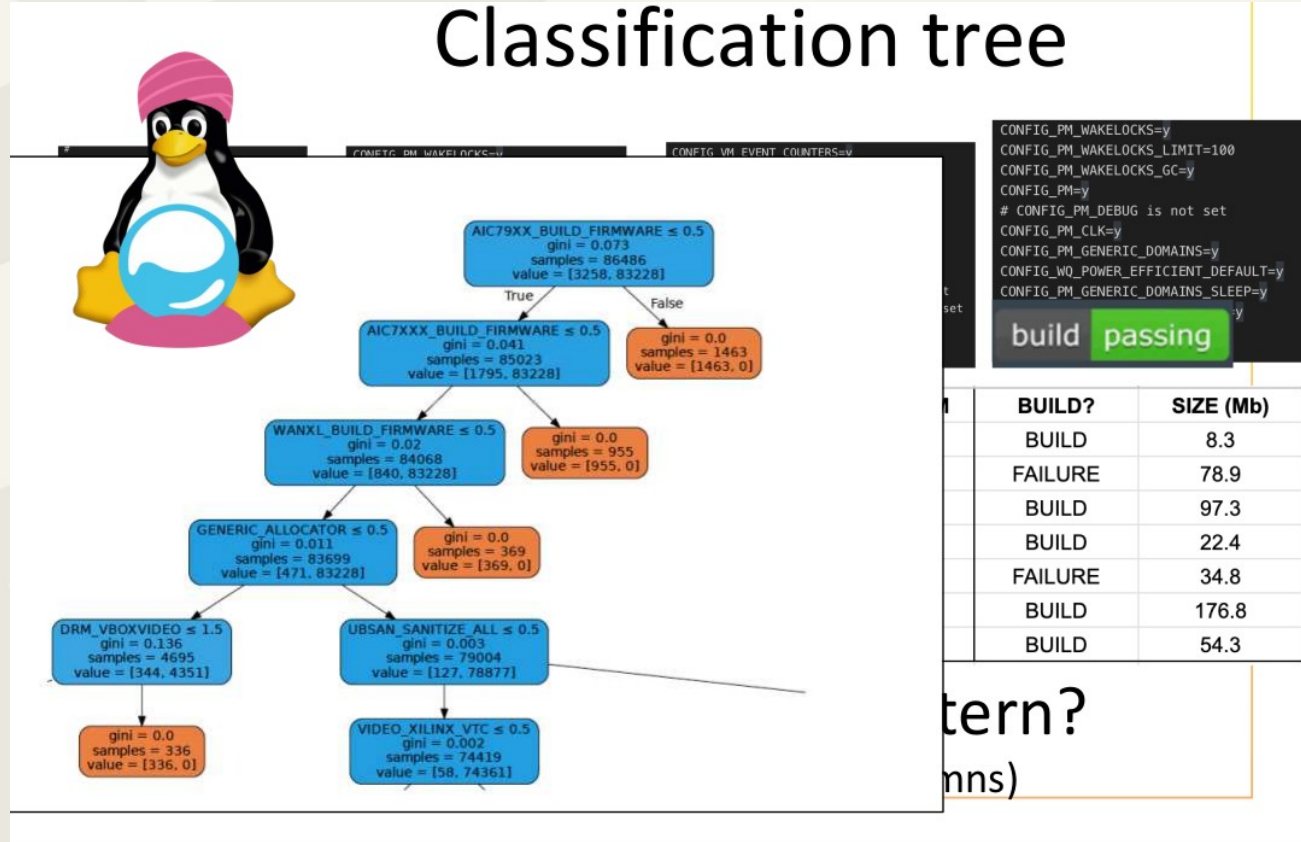 Classification tree
#
CONFIG_PM_WAKELOCKS=y
CONFIG_VM_EVENT_COUNTERS=y
CONFIG_PM_WAKELOCKS=y
CONFIG_PM_WAKELOCKS_LIMIT=100
CONFIG_PM_WAKELOCKS_GC=y
CONFIG_PM=y
# CONFIG_PM_DEBUG is not set
CONFIG_PM_CLK=y
CONFIG_PM_GENERIC_DOMAINS=y
CONFIG_WQ_POWER_EFFICIENT_DEFAULT=y
CONFIG_PM_GENERIC_DOMAINS_SLEEP=y
=y
t
set
build passing
AIC79XX_BUILD_FIRMWARE ≤ 0.5
gini = 0.073
samples = 86486
value = [3258, 83228]
True
False
AIC7XXX_BUILD_FIRMWARE ≤ 0.5
gini = 0.041
samples = 85023
value = [1795, 83228]
gini = 0.0
samples = 1463
value = [1463, 0]
WANXL_BUILD_FIRMWARE ≤ 0.5
gini = 0.02
samples = 84068
value = [840, 83228]
gini = 0.0
samples = 955
value = [955, 0]
GENERIC_ALLOCATOR ≤ 0.5
gini = 0.011
samples = 83699
value = [471, 83228]
gini = 0.0
samples = 369
value = [369, 0]
DRM_VBOXVIDEO ≤ 1.5
gini = 0.136
samples = 4695
value = [344, 4351]
UBSAN_SANITIZE_ALL ≤ 0.5
gini = 0.003
samples = 79004
value = [127, 78877]
gini = 0.0
samples = 336
value = [336, 0]
VIDEO_XILINX_VTC ≤ 0.5
gini = 0.002
samples = 74419
value = [58, 74361]
M BUILD? SIZE (Mb)
BUILD 8.3
FAILURE 78.9
BUILD 97.3
BUILD 22.4
FAILURE 34.8
BUILD 176.8
BUILD 54.3
tern?
mns)